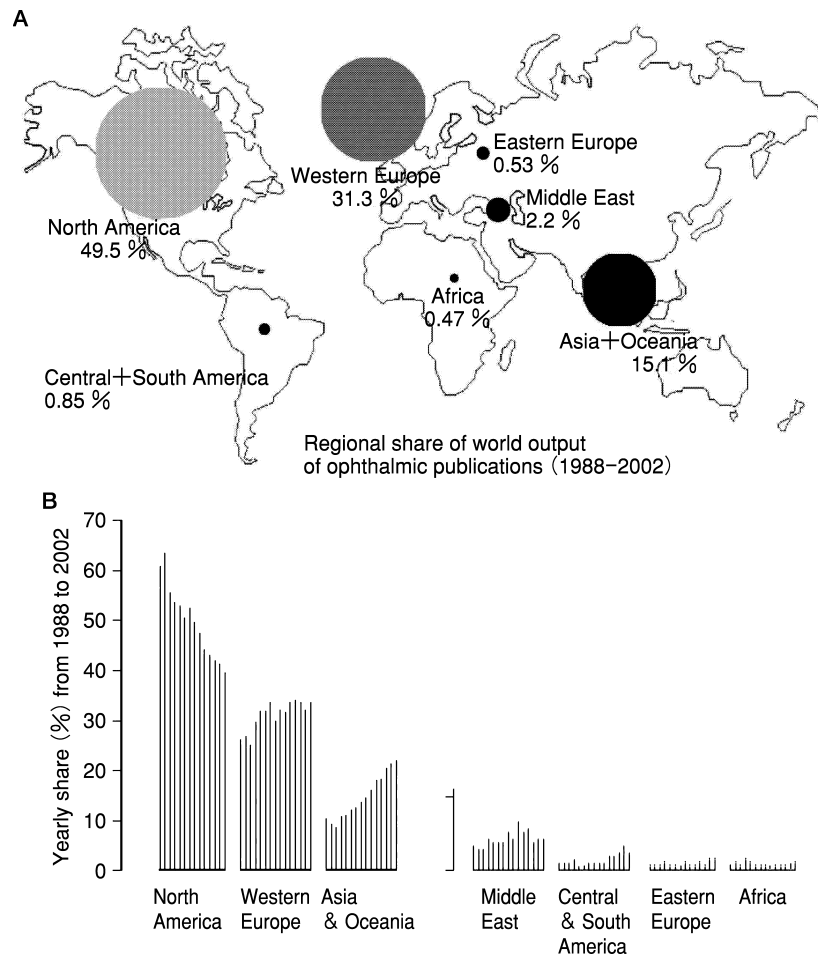 A
Eastern Europe
0.53 %
Western Europe
31.3 %
Middle East
2.2 %
North America
49.5 %
Africa
0.47 %
Asia+Oceania
15.1 %
Central+South America
0.85 %
Regional share of world output
of ophthalmic publications (1988–2002)
B
Yearly share (%) from 1988 to 2002
70
60
50
40
30
20
10
0
North
America
Western
Europe
Asia
& Oceania
Middle
East
Central
& South
America
Eastern
Europe
Africa